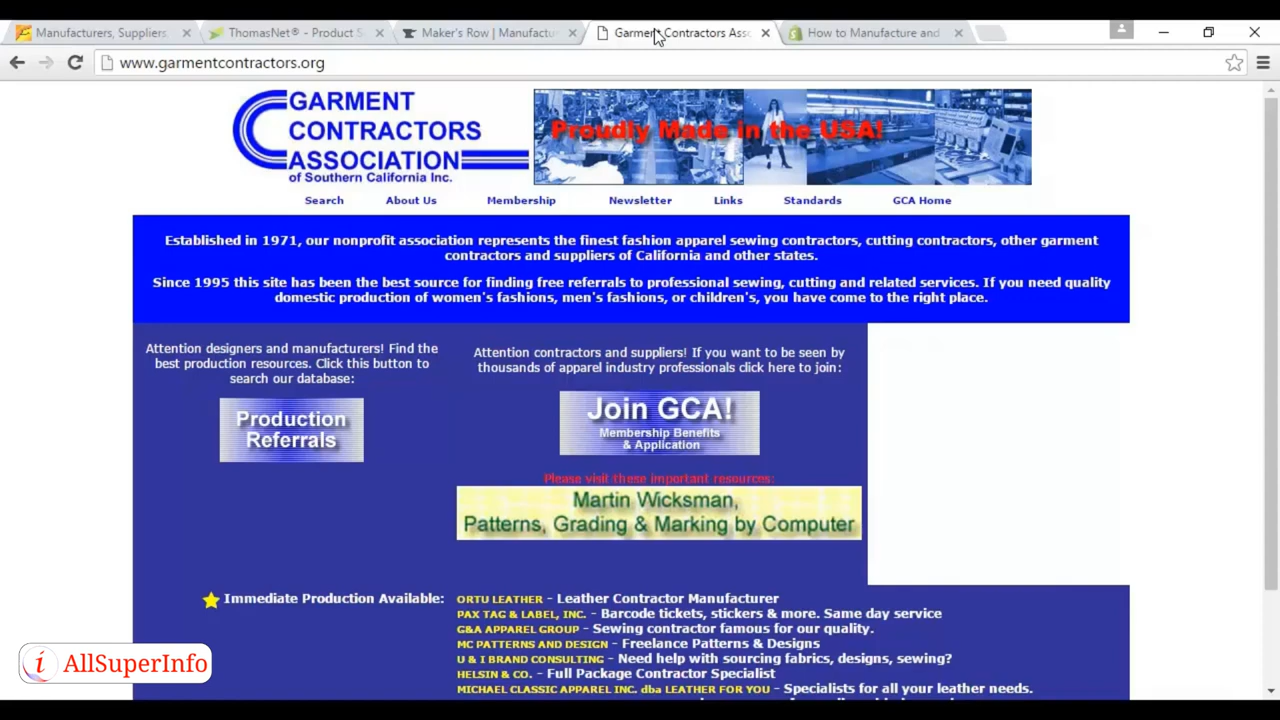 Manufacturers, Suppliers
ThomasNet® - Product S
Maker's Row | Manufactur
Garment Contractors Asso
How to Manufacture and
www.garmentcontractors.org
GARMENT
CONTRACTORS
ASSOCIATION
of Southern California Inc.
Proudly Made in the USA!
Search
About Us
Membership
Newsletter
Links
Standards
GCA Home
Established in 1971, our nonprofit association represents the finest fashion apparel sewing contractors, cutting contractors, other garment
contractors and suppliers of California and other states.
Since 1995 this site has been the best source for finding free referrals to professional sewing, cutting and related services. If you need quality
domestic production of women's fashions, men's fashions, or children's, you have come to the right place.
Attention designers and manufacturers! Find the
best production resources. Click this button to
search our database:
Production
Referrals
Attention contractors and suppliers! If you want to be seen by
thousands of apparel industry professionals click here to join:
Join GCA!
Membership Benefits
& Application
Please visit these important resources:
Martin Wicksman,
Patterns, Grading & Marking by Computer
Immediate Production Available:
ORTU LEATHER - Leather Contractor Manufacturer
PAX TAG & LABEL, INC. - Barcode tickets, stickers & more. Same day service
G&A APPAREL GROUP - Sewing contractor famous for our quality.
MC PATTERNS AND DESIGN - Freelance Patterns & Designs
U & I BRAND CONSULTING - Need help with sourcing fabrics, designs, sewing?
HELSIN & CO. - Full Package Contractor Specialist
MICHAEL CLASSIC APPAREL INC. dba LEATHER FOR YOU - Specialists for all your leather needs.
i AllSuperInfo